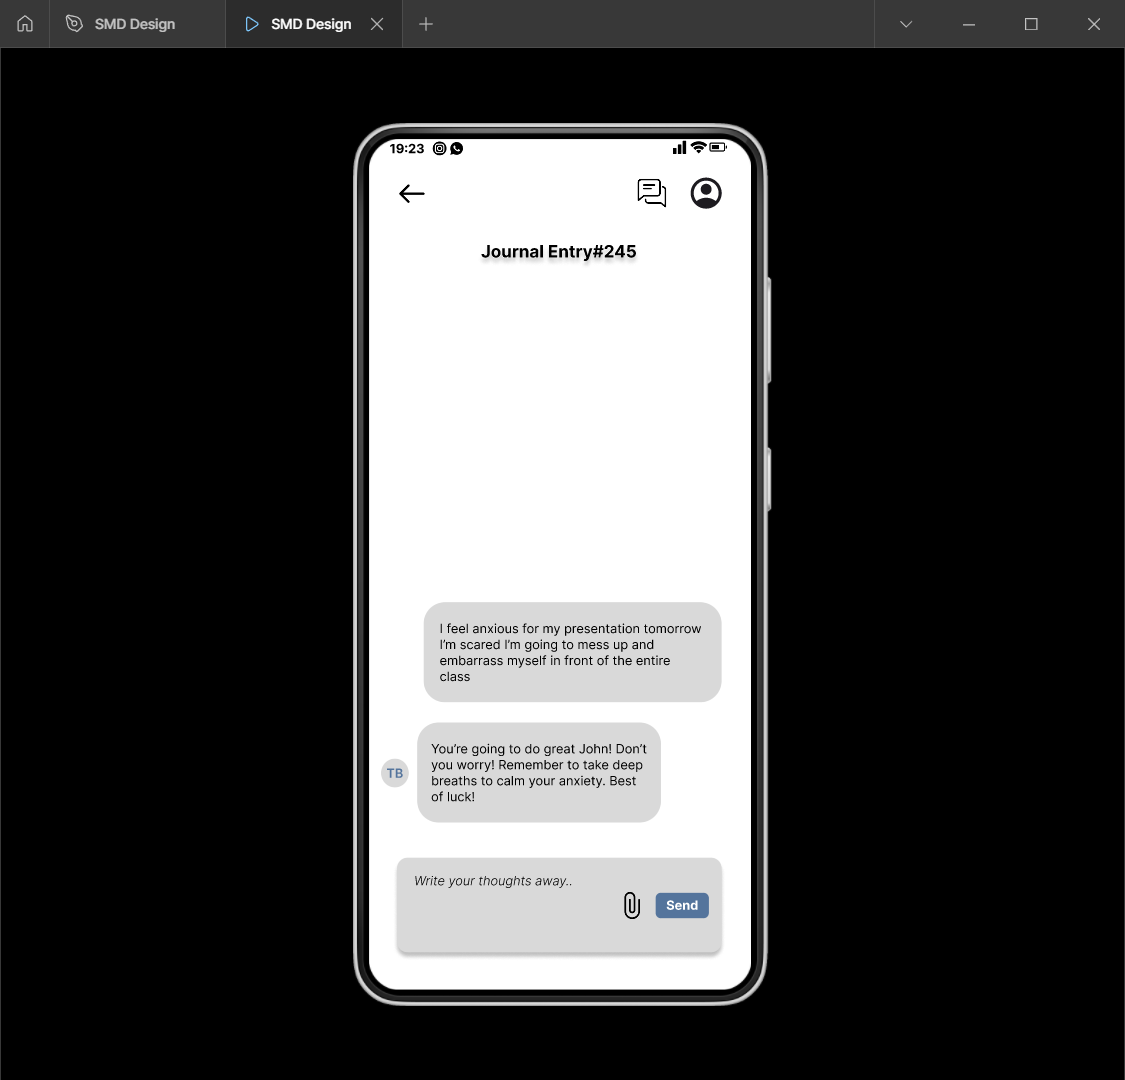 SMD Design
SMD Design
19:23
Journal Entry#245
I feel anxious for my presentation tomorrow
I'm scared I'm going to mess up and
embarrass myself in front of the entire
class
You're going to do great John! Don't
you worry! Remember to take deep
breaths to calm your anxiety. Best
of luck!
TB
Write your thoughts away..
Send